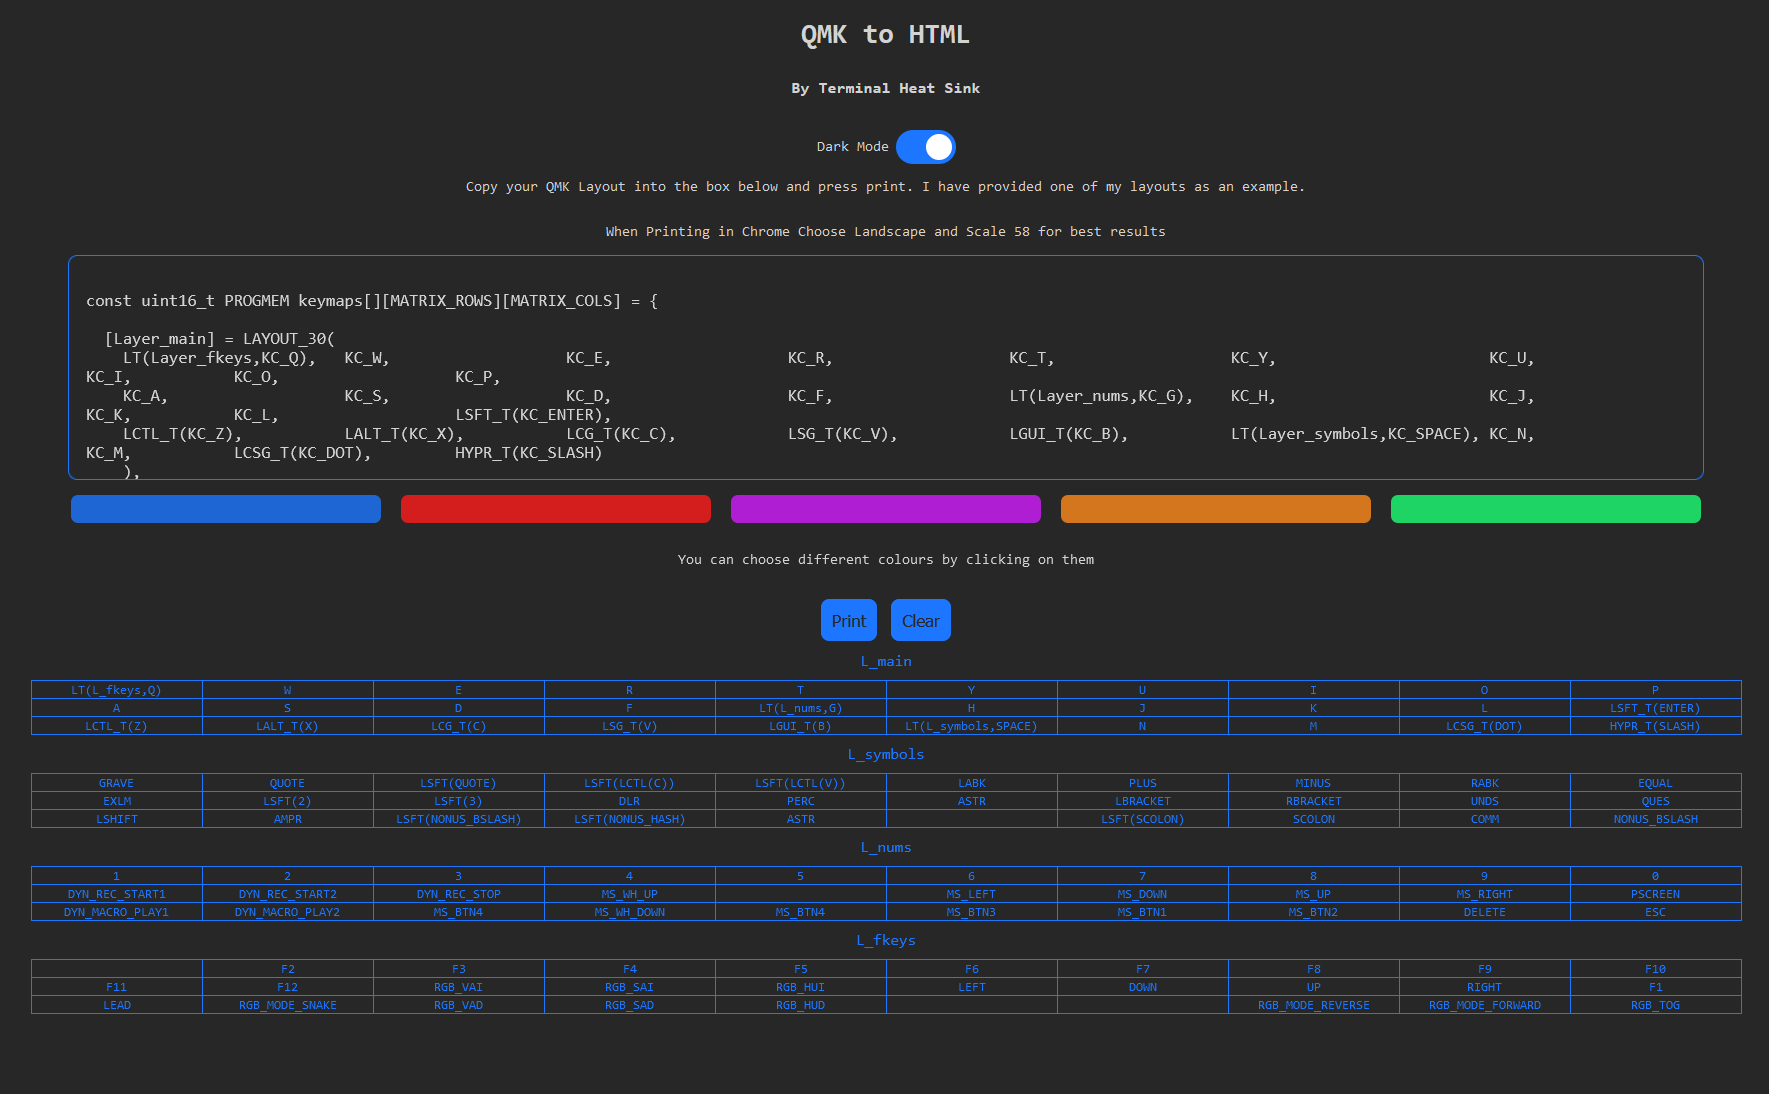 QMK to HTML
By Terminal Heat Sink
Dark Mode
Copy your QMK Layout into the box below and press print. I have provided one of my layouts as an example.
When Printing in Chrome Choose Landscape and Scale 58 for best results
const uint16_t PROGMEM keymaps[][MATRIX_ROWS][MATRIX_COLS] = {
[Layer_main] = LAYOUT_30(
LT(Layer_fkeys,KC_Q), KC_W, KC_E, KC_R, KC_T, KC_Y, KC_U,
KC_I, KC_O, KC_P,
KC_A, KC_S, KC_D, KC_F, LT(Layer_nums,KC_G), KC_H, KC_J,
KC_K, KC_L, LSFT_T(KC_ENTER),
LCTL_T(KC_Z), LALT_T(KC_X), LCG_T(KC_C), LSG_T(KC_V), LGUI_T(KC_B), LT(Layer_symbols,KC_SPACE), KC_N,
KC_M, LCSG_T(KC_DOT), HYPR_T(KC_SLASH)
),
You can choose different colours by clicking on them
Print Clear
L_main
LT(L_fkeys,Q) W E R T Y U I O P
A S D F LT(L_nums,G) H J K L LSFT_T(ENTER)
LCTL_T(Z) LALT_T(X) LCG_T(C) LSG_T(V) LGUI_T(B) LT(L_symbols,SPACE) N M LCSG_T(DOT) HYPR_T(SLASH)
L_symbols
GRAVE QUOTE LSFT(QUOTE) LSFT(LCTL(C)) LSFT(LCTL(V)) LABK PLUS MINUS RABK EQUAL
EXLM LSFT(2) LSFT(3) DLR PERC ASTR LBRACKET RBRACKET UNDS QUES
LSHIFT AMPR LSFT(NONUS_BSLASH) LSFT(NONUS_HASH) ASTR LSFT(SCOLON) SCOLON COMM NONUS_BSLASH
L_nums
1 2 3 4 5 6 7 8 9 0
DYN_REC_START1 DYN_REC_START2 DYN_REC_STOP MS_WH_UP MS_LEFT MS_DOWN MS_UP MS_RIGHT PSCREEN
DYN_MACRO_PLAY1 DYN_MACRO_PLAY2 MS_BTN4 MS_WH_DOWN MS_BTN4 MS_BTN3 MS_BTN1 MS_BTN2 DELETE ESC
L_fkeys
F2 F3 F4 F5 F6 F7 F8 F9 F10
F11 F12 RGB_VAI RGB_SAI RGB_HUI LEFT DOWN UP RIGHT F1
LEAD RGB_MODE_SNAKE RGB_VAD RGB_SAD RGB_HUD RGB_MODE_REVERSE RGB_MODE_FORWARD RGB_TOG